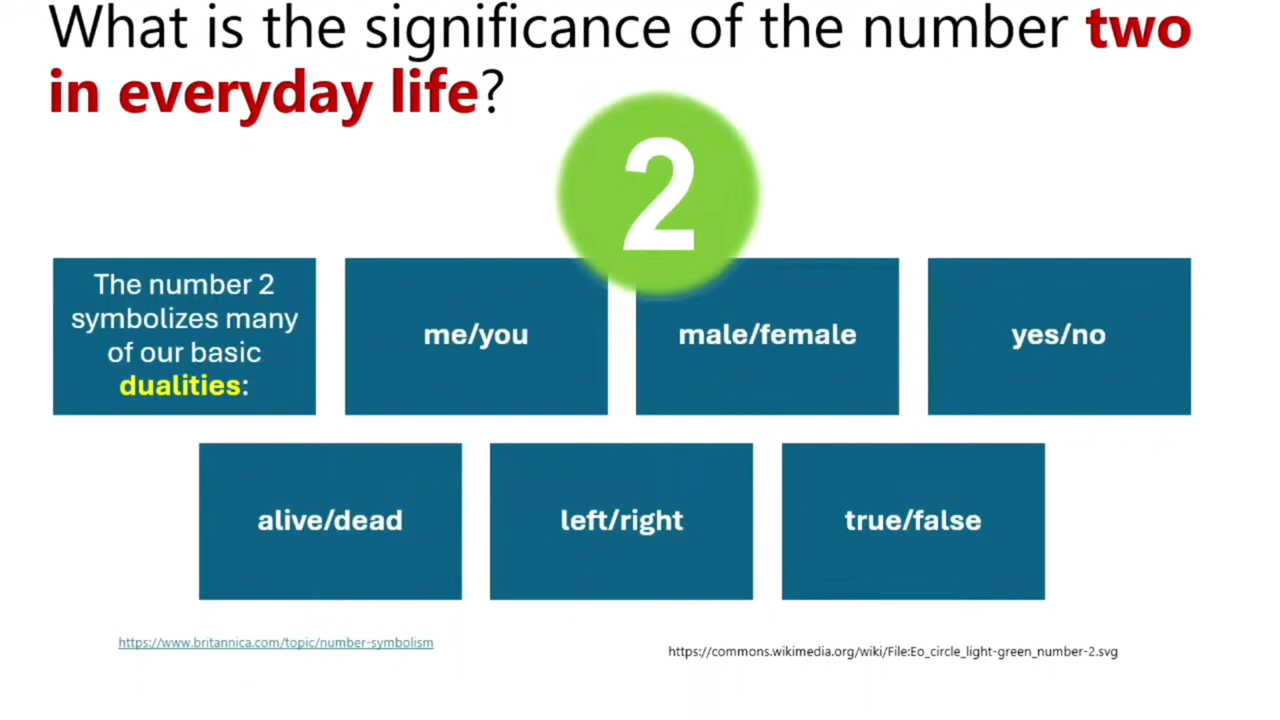 What is the significance of the number two
in everyday life?
2
The number 2
symbolizes many
of our basic
dualities:
me/you
male/female
yes/no
alive/dead
left/right
true/false
https://www.britannica.com/topic/number-symbolism
https://commons.wikimedia.org/wiki/File:Eo_circle_light-green_number-2.svg